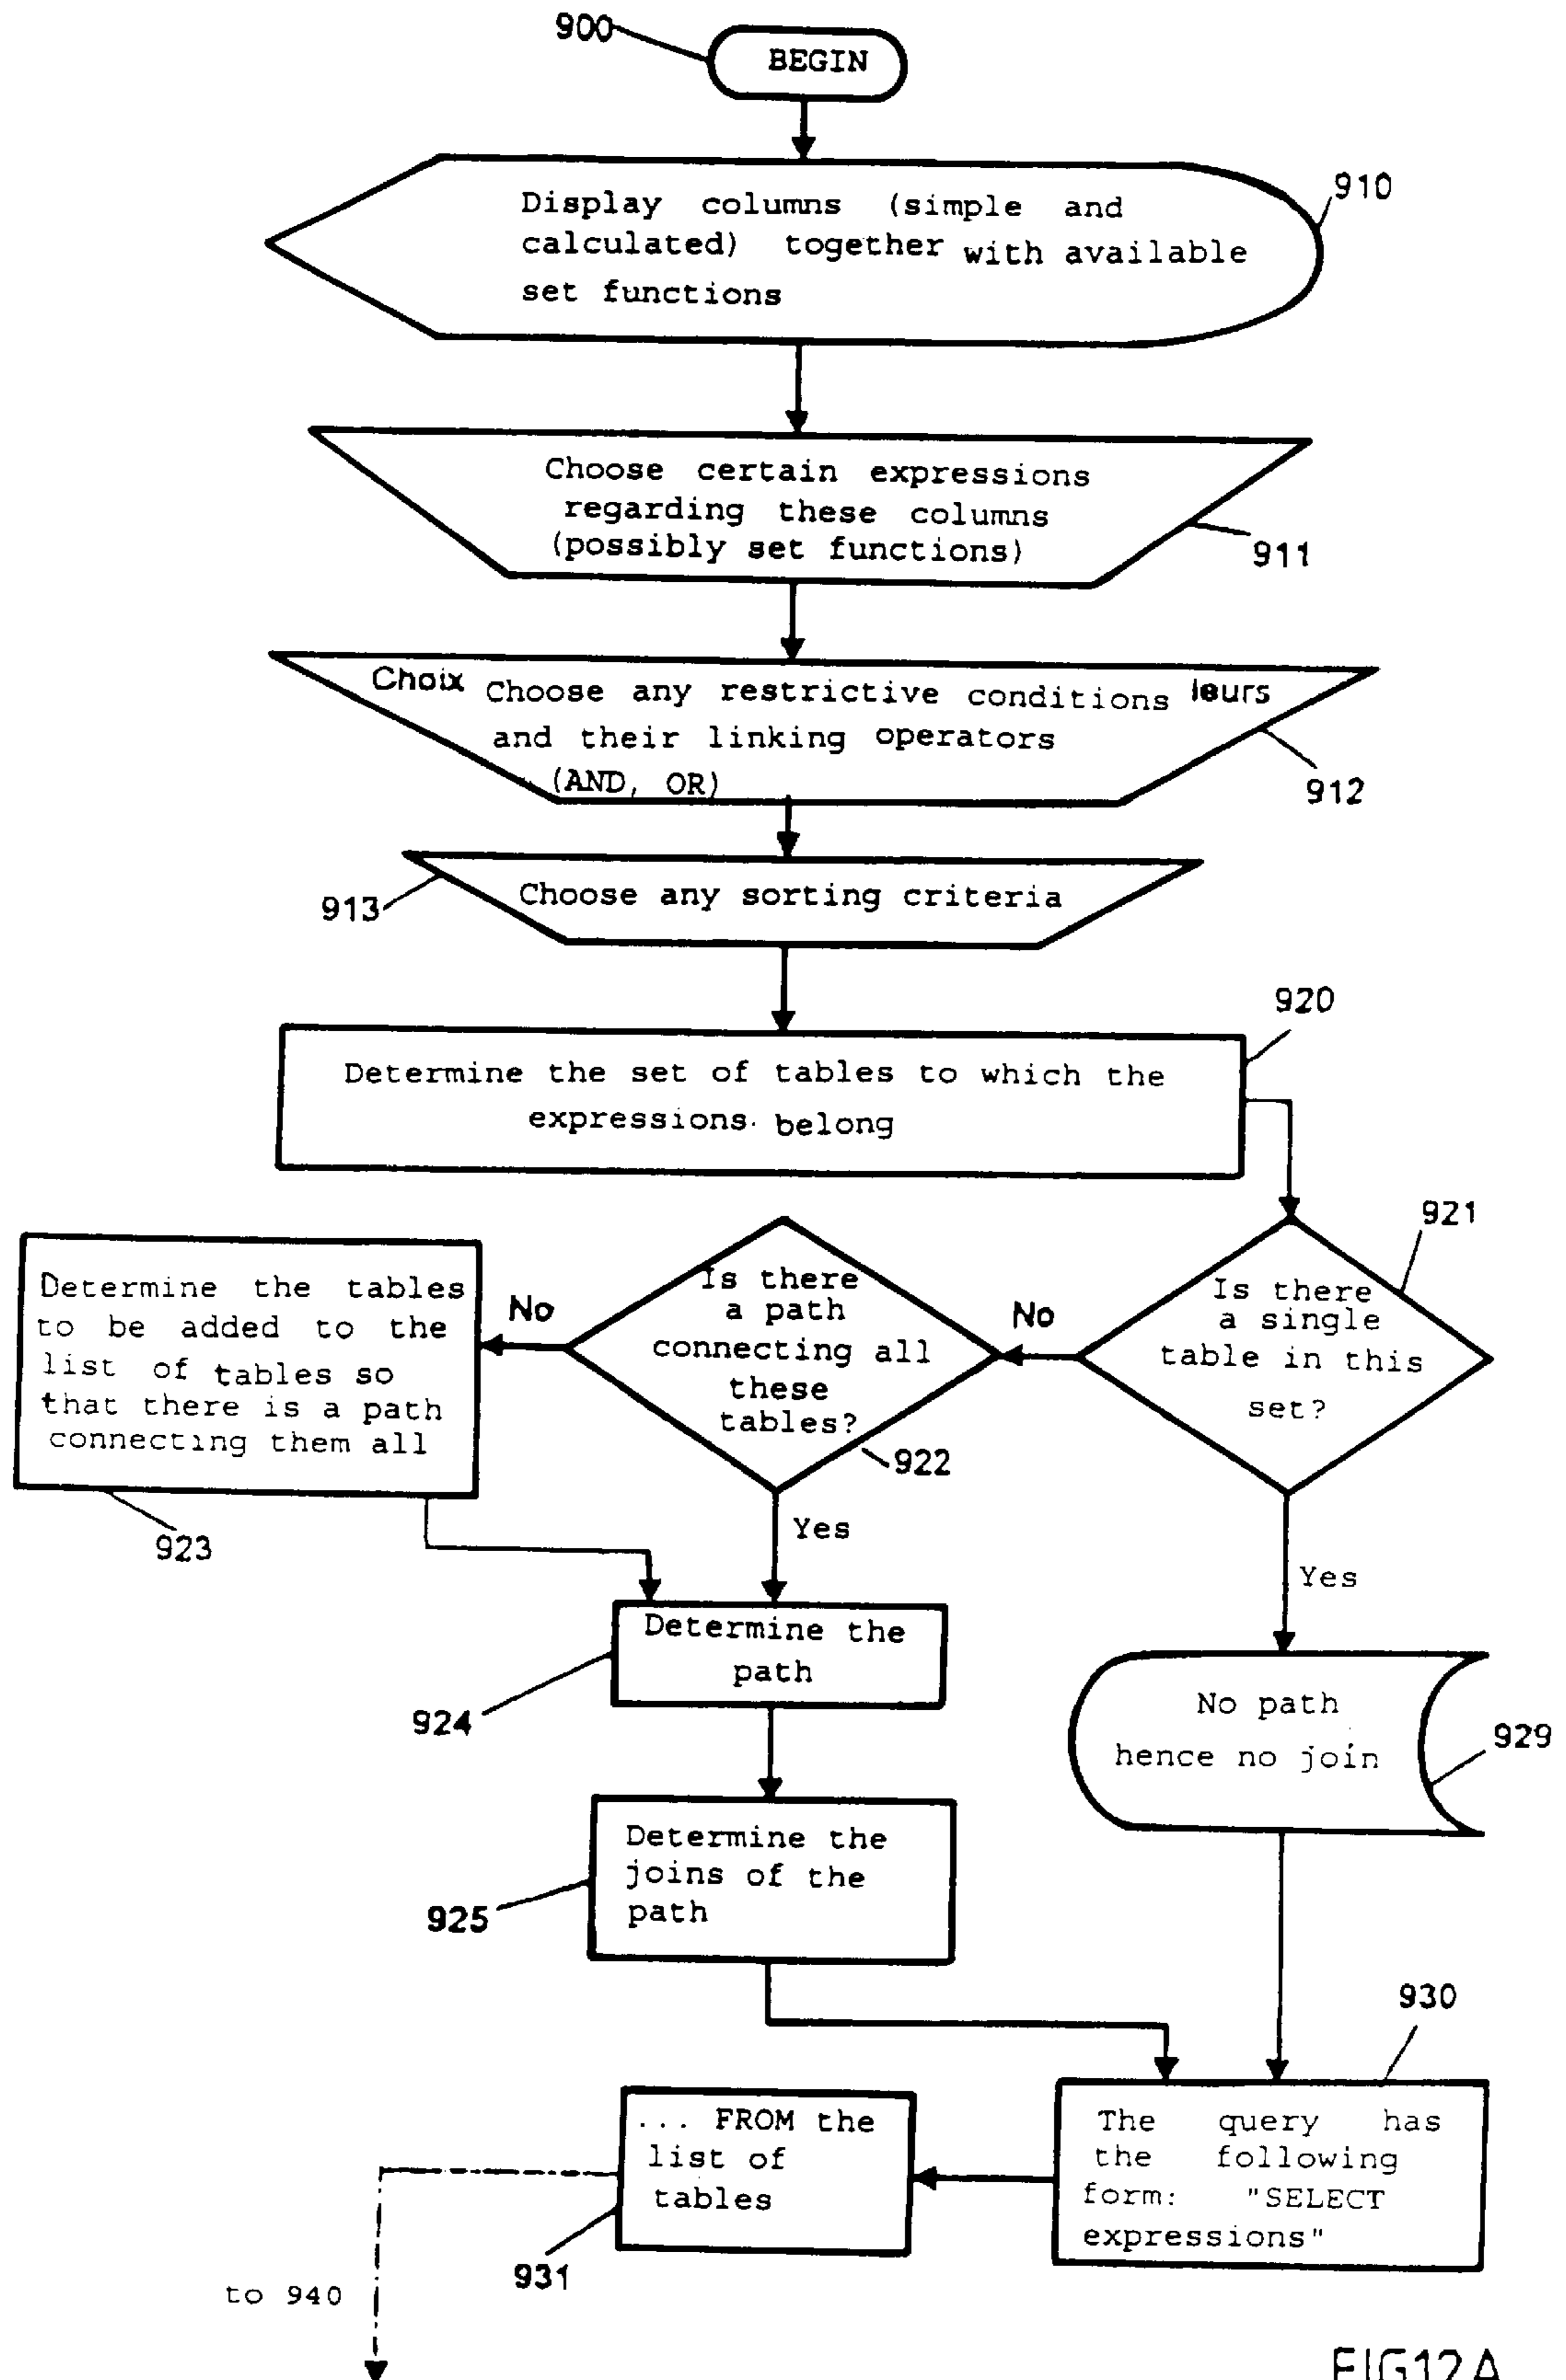 900
BEGIN
910
Display columns (simple and
calculated) together with available
set functions
Choose certain expressions
regarding these columns
(possibly set functions)
911
Choix Choose any restrictive conditions leurs
and their linking operators
(AND, OR)
912
913
Choose any sorting criteria
920
Determine the set of tables to which the
expressions. belong
921
Is there
a single
table in this
set?
No
Is there
a path
connecting all
these
tables?
922
No
Determine the tables
to be added to the
list of tables so
that there is a path
connecting them all
923
Yes
Yes
Determine the
path
924
No path
hence no join
929
Determine the
joins of the
path
925
930
The query has
the following
form: "SELECT
expressions"
... FROM the
list of
tables
931
to 940
FIG12A